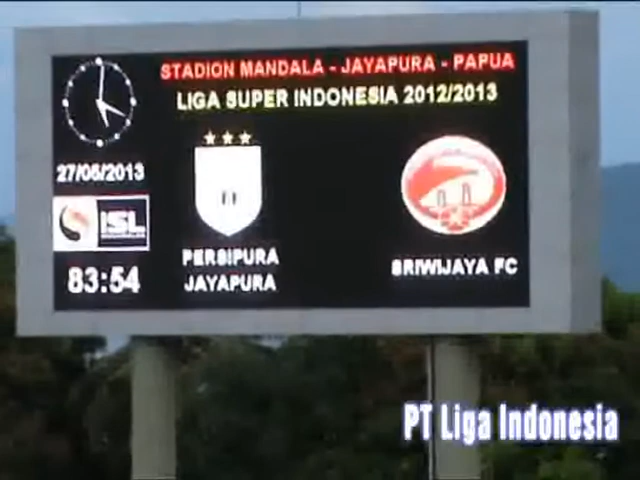 STADION MANDALA - JAYAPURA - PAPUA
LIGA SUPER INDONESIA 2012/2013
27/05/2013
ISL
83:54
PERSIPURA
JAYAPURA
SRIWIJAYA FC
PT Liga Indonesia